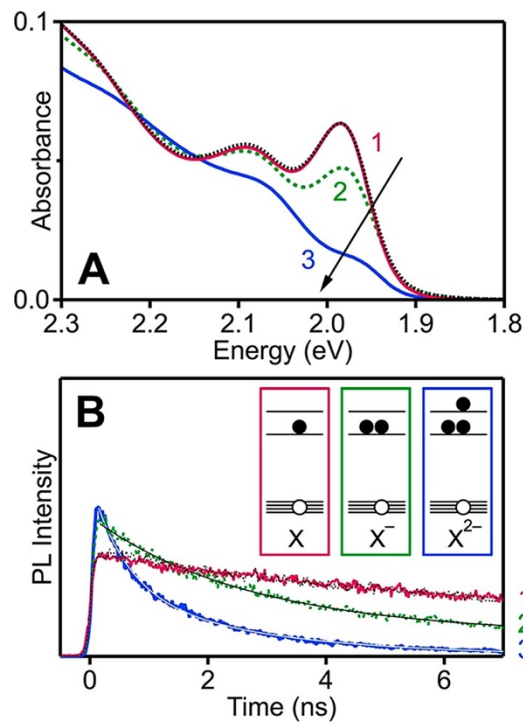 0.1
Absorbance
1
2
3
A
0.0
2.3 2.2 2.1 2.0 1.9 1.8
Energy (eV)
B
PL Intensity
X X⁻ X²⁻
1
2
3
0 2 4 6
Time (ns)